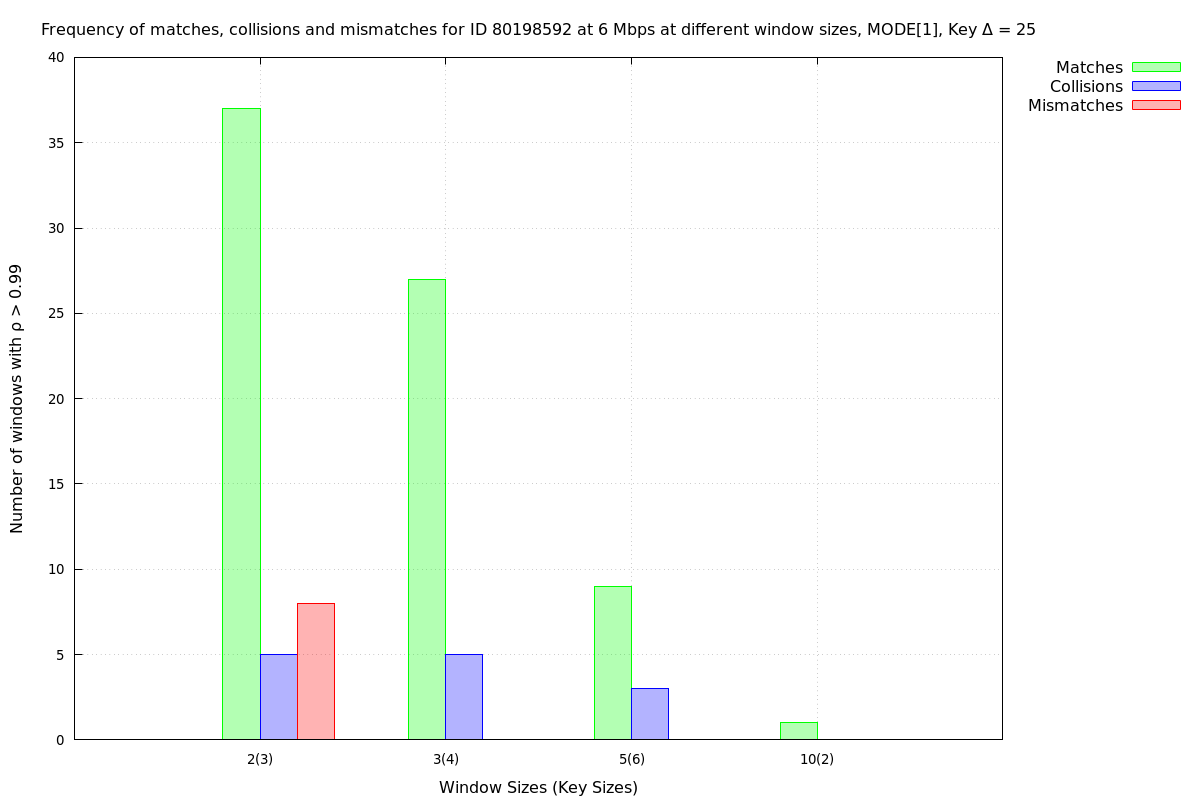 Frequency of matches, collisions and mismatches for ID 80198592 at 6 Mbps at different window sizes, MODE[1], Key Δ = 25
Matches
Collisions
Mismatches
Number of windows with ρ > 0.99
40
35
30
25
20
15
10
5
0
2(3)
3(4)
5(6)
10(2)
Window Sizes (Key Sizes)